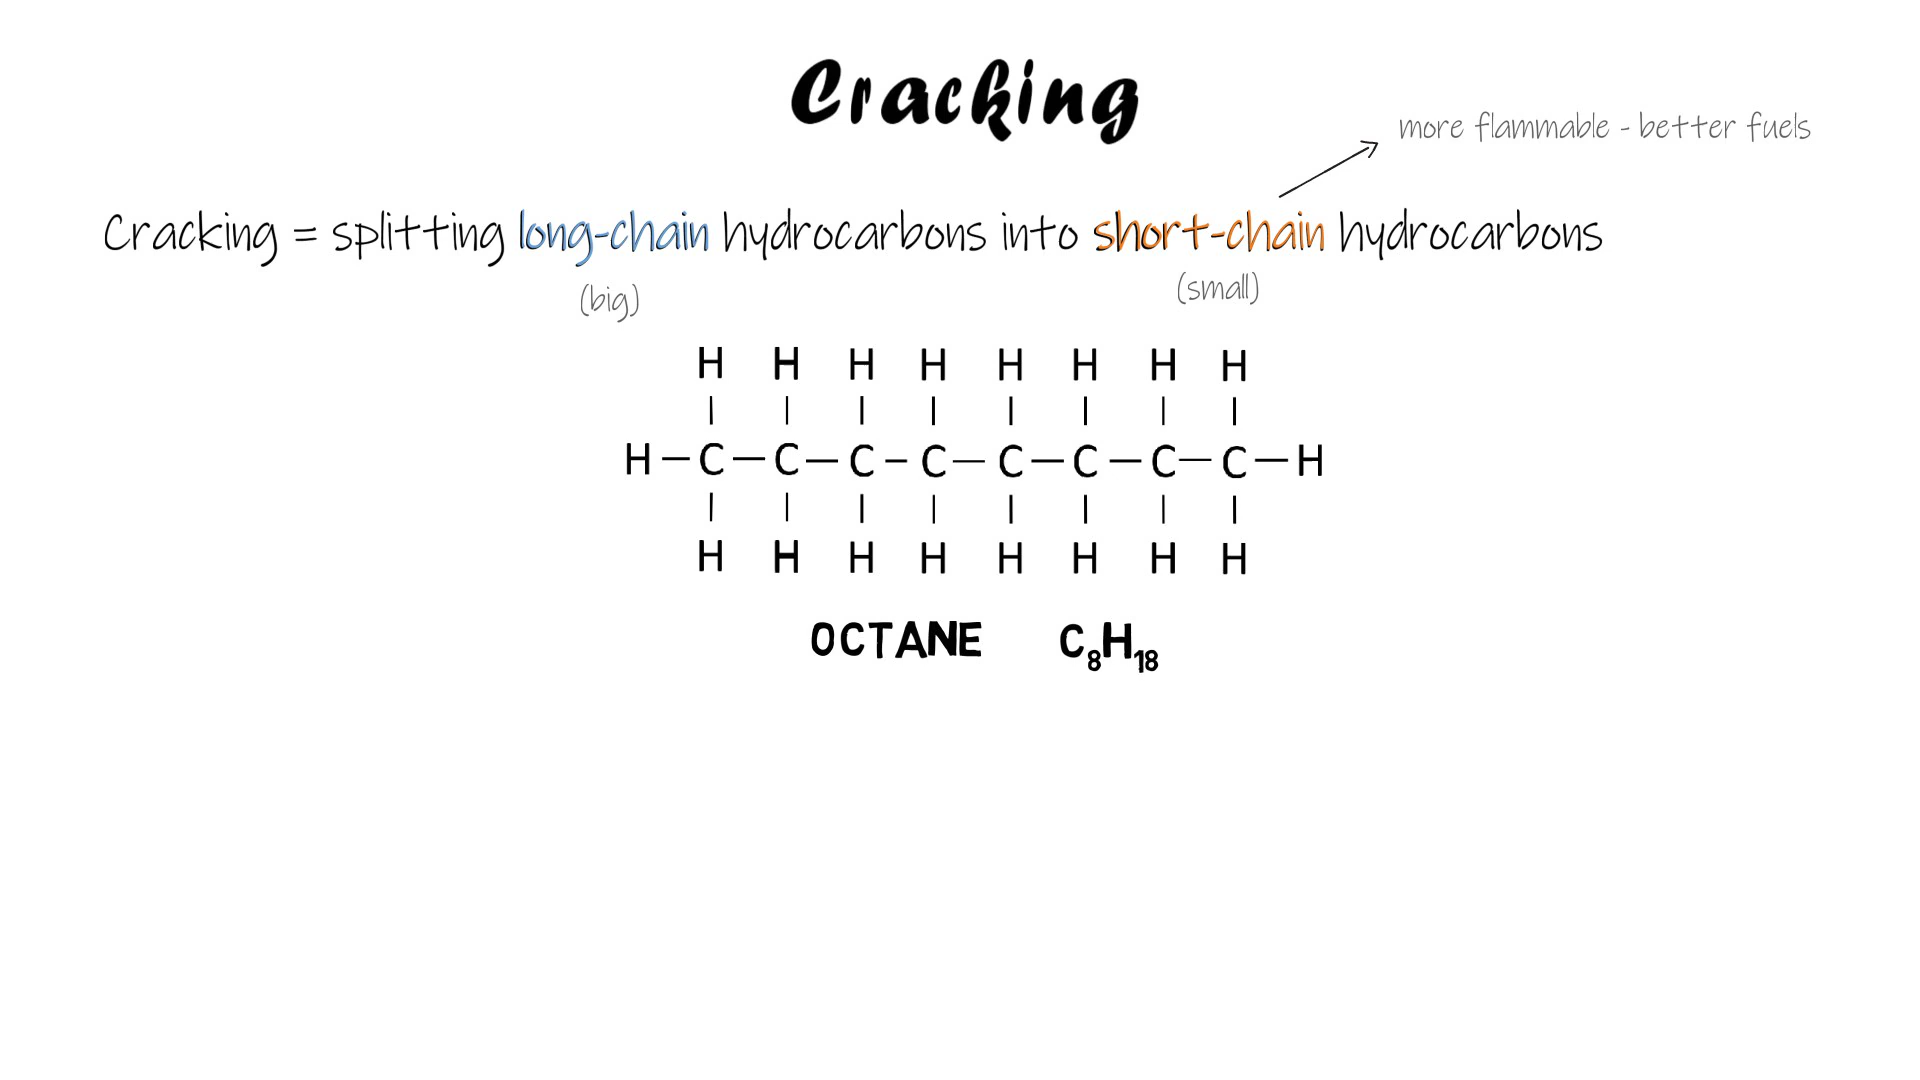 Cracking
more flammable - better fuels
Cracking = splitting long-chain hydrocarbons into short-chain hydrocarbons
(big) (small)
H H H H H H H H
H–C–C–C–C–C–C–C–C–H
H H H H H H H H
OCTANE C₈H₁₈